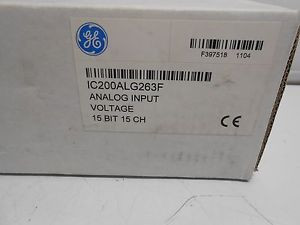 GE
F397518 1104
IC200ALG263F
ANALOG INPUT
VOLTAGE
15 BIT 15 CH
CE